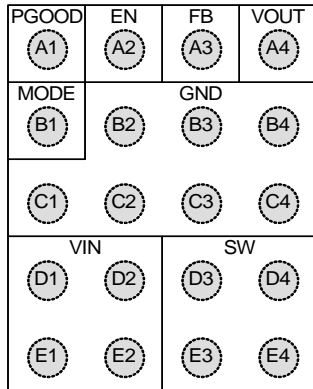 PGOOD EN FB VOUT
A1 A2 A3 A4
MODE GND
B1 B2 B3 B4
C1 C2 C3 C4
VIN SW
D1 D2 D3 D4
E1 E2 E3 E4